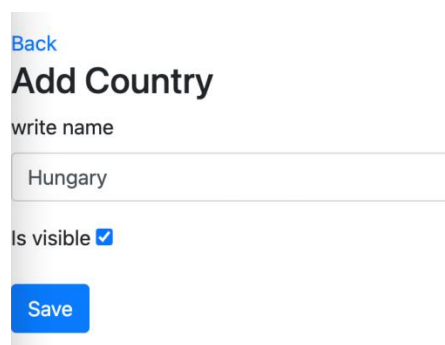 Back
Add Country
write name
Hungary
Is visible
Save